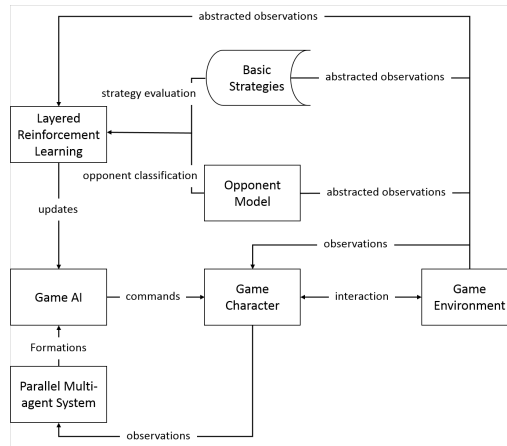 abstracted observations
Basic
Strategies
abstracted observations
strategy evaluation
Layered
Reinforcement
Learning
opponent classification
Opponent
Model
abstracted observations
updates
observations
Game AI
commands
Game
Character
interaction
Game
Environment
Formations
Parallel Multi-
agent System
observations